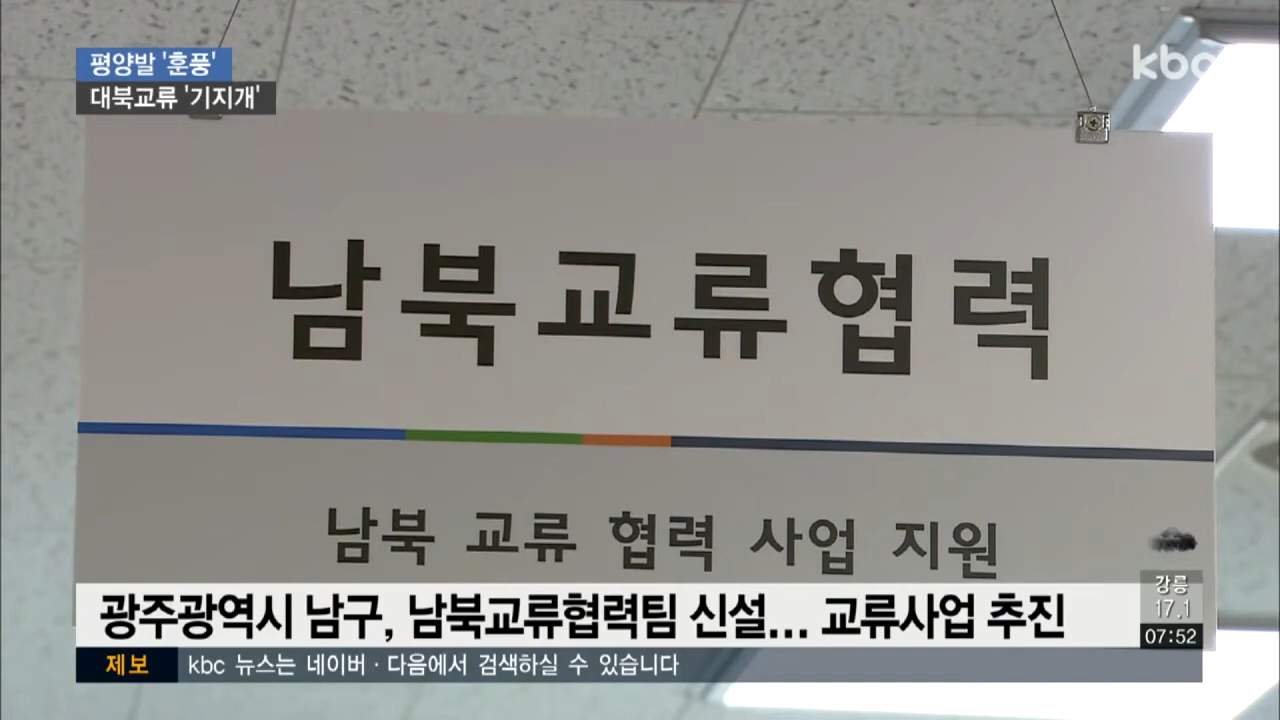 평양발 '훈풍'
대북교류 '기지개'
kbc
남북교류협력
남북 교류 협력 사업 지원
광주광역시 남구, 남북교류협력팀 신설... 교류사업 추진
강릉
17.1
07:52
제보 kbc 뉴스는 네이버·다음에서 검색하실 수 있습니다